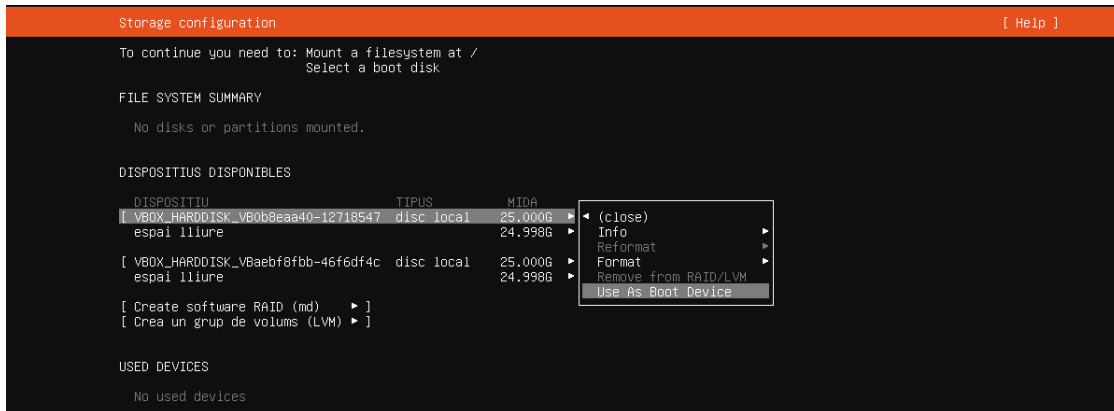 Storage configuration [ Help ]
To continue you need to: Mount a filesystem at /
Select a boot disk
FILE SYSTEM SUMMARY
No disks or partitions mounted.
DISPOSITIUS DISPONIBLES
DISPOSITIU TIPUS MIDA
[ VBOX_HARDDISK_VB0b8eaa40-12718547 disc local 25.000G ▸
espai lliure 24.998G ▸
[ VBOX_HARDDISK_VBaebf8fbb-46f6df4c disc local 25.000G ▸
espai lliure 24.998G ▸
[ Create software RAID (md) ▸ ]
[ Crea un grup de volums (LVM) ▸ ]
◂ (close)
Info ▸
Reformat ▸
Format ▸
Remove from RAID/LVM
Use As Boot Device
USED DEVICES
No used devices